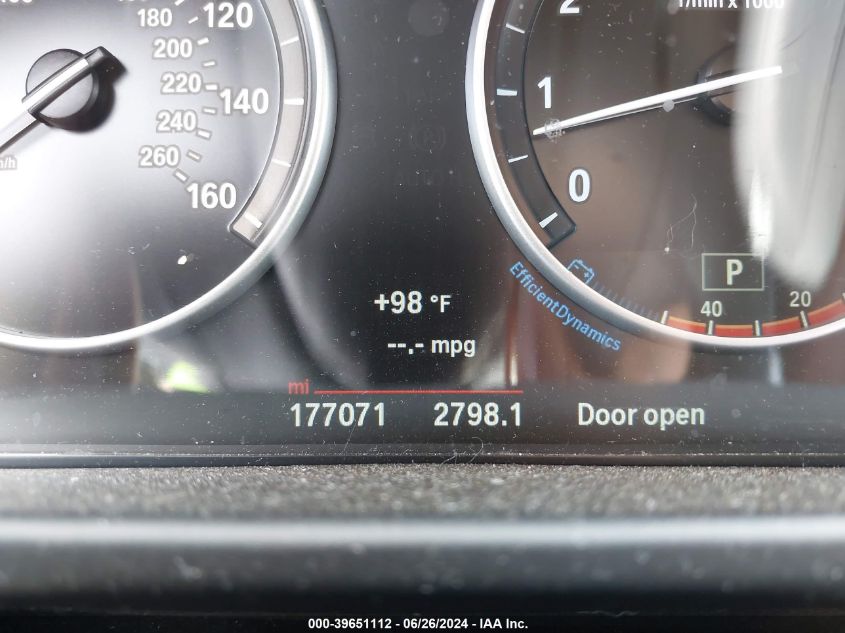 180
120
200
220
140
240
260
160
2
1/min x 1000
1
0
P
40
20
EfficientDynamics
+98 °F
--.- mpg
mi
177071 2798.1 Door open
000-39651112 - 06/26/2024 - IAA Inc.